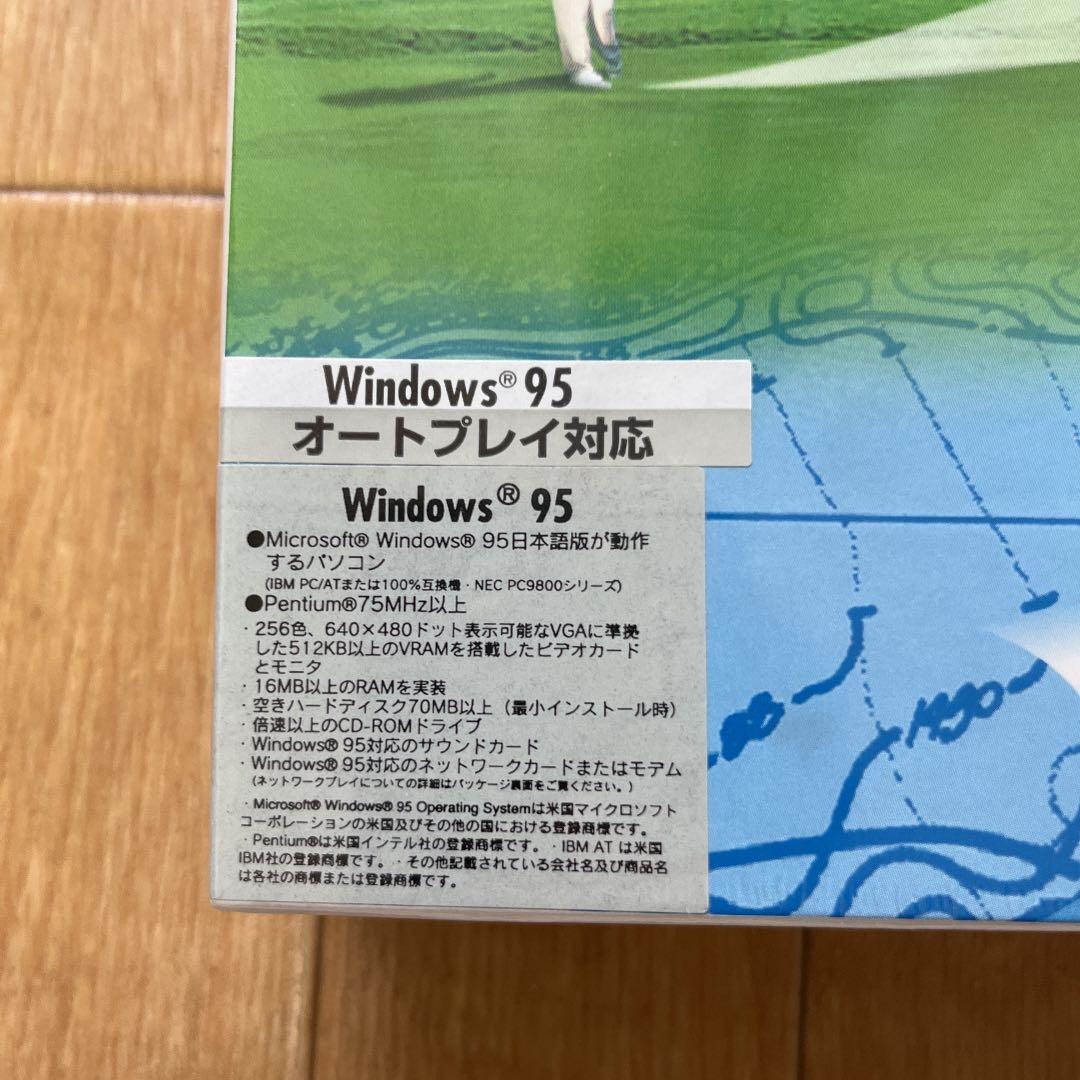 Windows® 95
オートプレイ対応
Windows® 95
●Microsoft® Windows® 95日本語版が動作
するパソコン
(IBM PC/ATまたは100%互換機・NEC PC9800シリーズ)
●Pentium®75MHz以上
・256色、640×480ドット表示可能なVGAに準拠
した512KB以上のVRAMを搭載したビデオカード
とモニタ
・16MB以上のRAMを実装
・空きハードディスク70MB以上（最小インストール時）
・倍速以上のCD-ROMドライブ
・Windows® 95対応のサウンドカード
・Windows® 95対応のネットワークカードまたはモデム
(ネットワークプレイについての詳細はパッケージ裏面をご覧ください。)
・Microsoft® Windows® 95 Operating Systemは米国マイクロソフト
コーポレーションの米国及びその他の国における登録商標です。
・Pentium®は米国インテル社の登録商標です。・IBM AT は米国
IBM社の登録商標です。・その他記載されている会社名及び商品名
は各社の商標または登録商標です。
1490